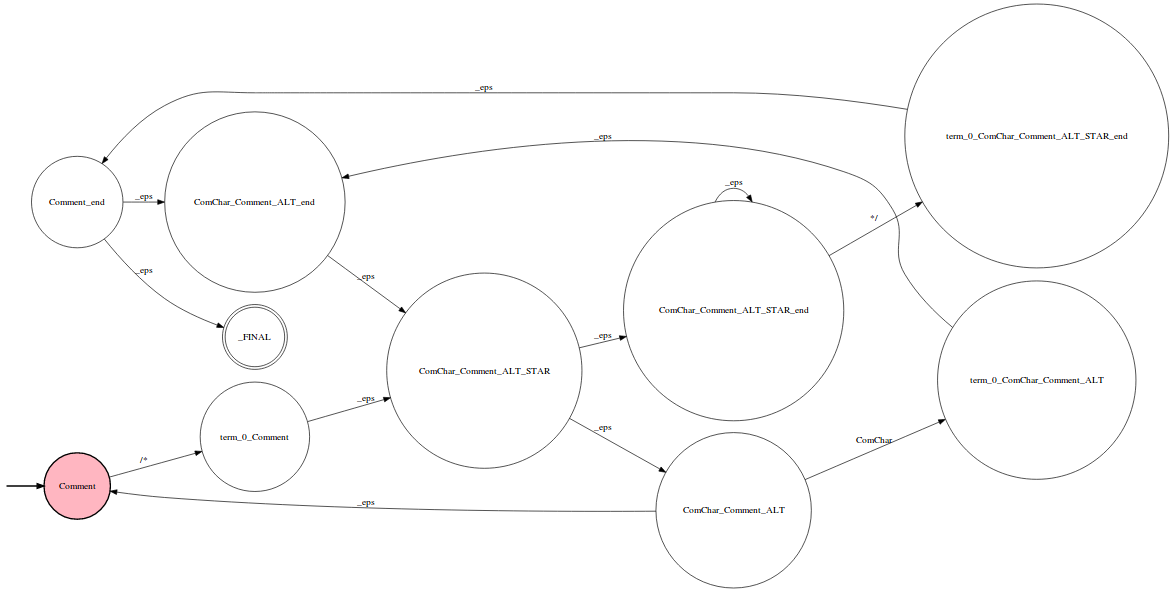 _eps
term_0_ComChar_Comment_ALT_STAR_end
_eps
_eps
Comment_end
_eps
ComChar_Comment_ALT_end
*/
_eps
_eps
ComChar_Comment_ALT_STAR_end
_FINAL
_eps
ComChar_Comment_ALT_STAR
term_0_ComChar_Comment_ALT
_eps
_eps
term_0_Comment
ComChar
/*
Comment
_eps
ComChar_Comment_ALT